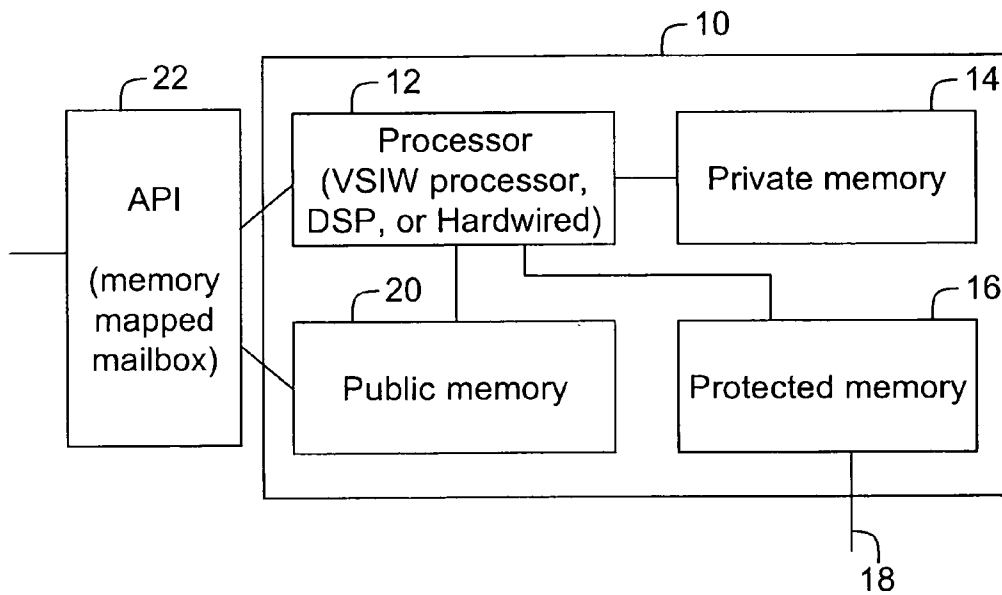 10
22
12
14
Processor
(VSIW processor,
DSP, or Hardwired)
Private memory
API
(memory
mapped
mailbox)
20
16
Public memory
Protected memory
18